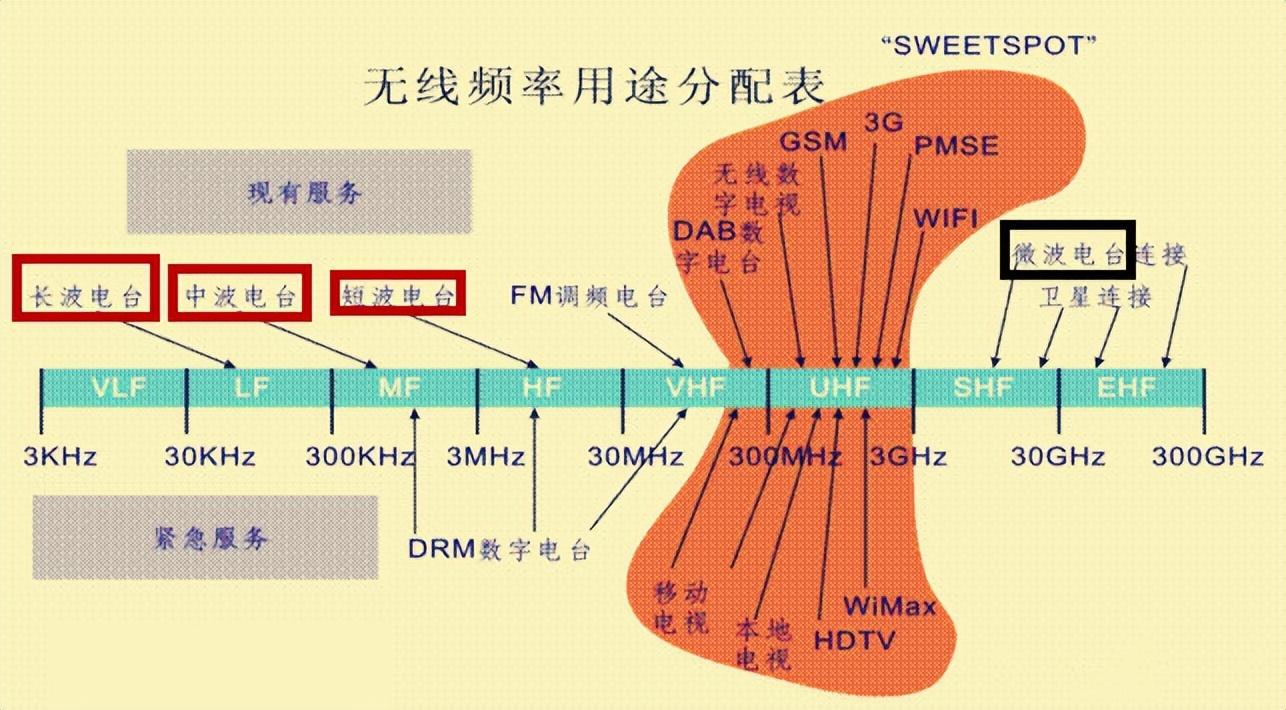 “SWEETSPOT”
无线频率用途分配表
GSM
3G
PMSE
现有服务
无线数
字电视
DAB数
字电台
WIFI
微波电台连接
长波电台
中波电台
短波电台
FM调频电台
卫星连接
VLF
LF
MF
HF
VHF
UHF
SHF
EHF
3KHz
30KHz
300KHz
3MHz
30MHz
300MHz
3GHz
30GHz
300GHz
紧急服务
DRM数字电台
移动
电视
本地
电视
WiMax
HDTV